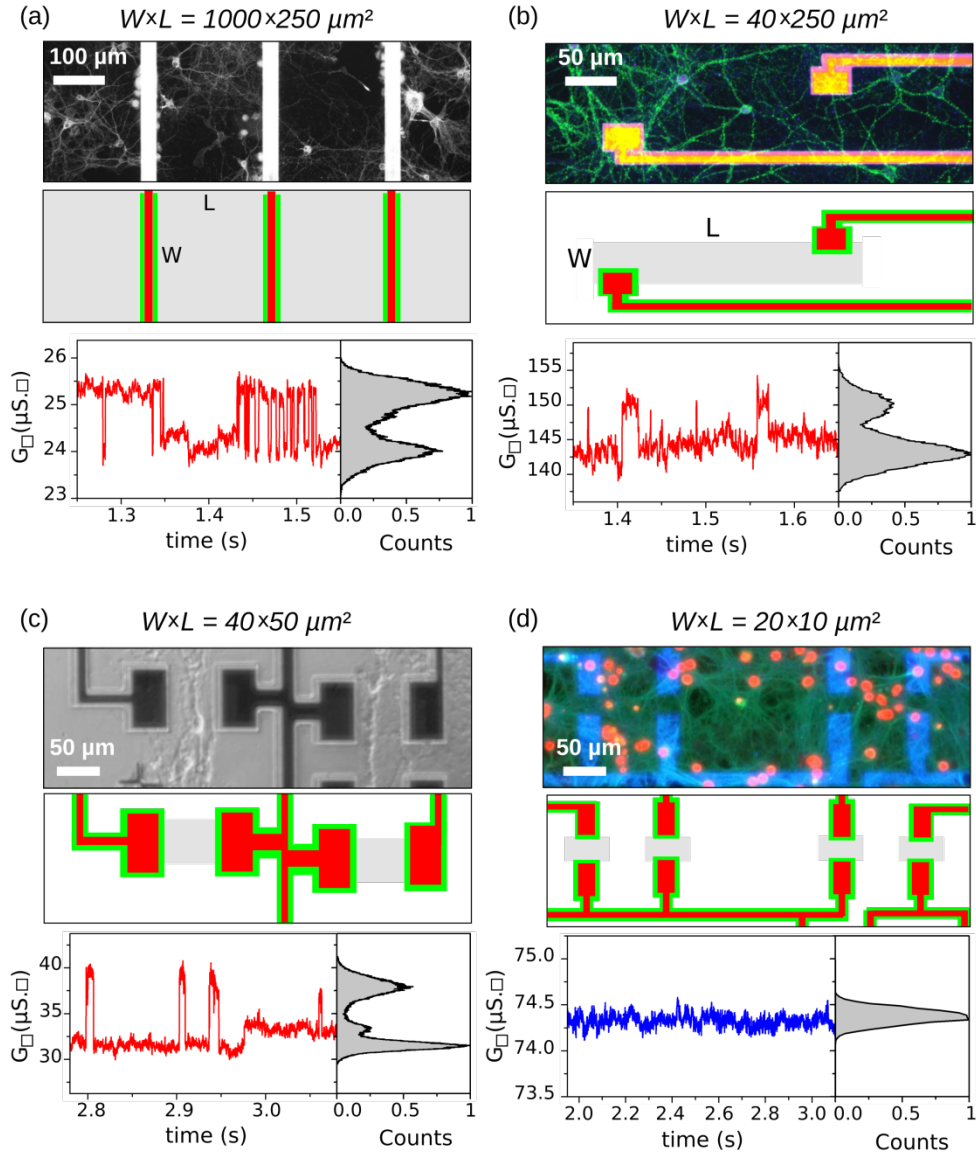 (a)
W×L = 1000×250 µm²
100 µm
L
W
G□(µS.□)
26
25
24
23
1.3 1.4 1.5 0.0 0.5 1
time (s) Counts
(b)
W×L = 40×250 µm²
50 µm
L
W
G□(µS.□)
155
150
145
140
1.4 1.5 1.6 0.0 0.5 1
time (s) Counts
(c)
W×L = 40×50 µm²
50 µm
G□(µS.□)
40
35
30
2.8 2.9 3.0 0.0 0.5 1
time (s) Counts
(d)
W×L = 20×10 µm²
50 µm
G□(µS.□)
75.0
74.5
74.0
73.5
2.0 2.2 2.4 2.6 2.8 3.0 0.0 0.5 1
time (s) Counts